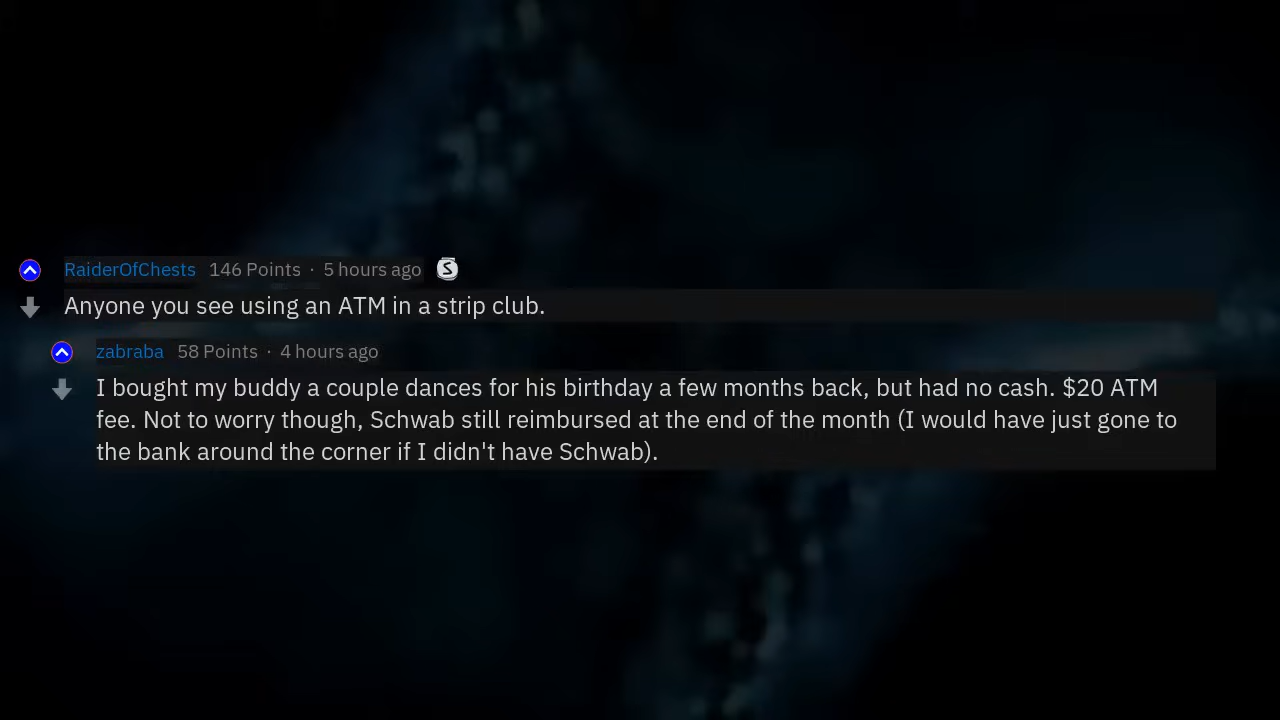 RaiderOfChests 146 Points · 5 hours ago S
Anyone you see using an ATM in a strip club.
zabraba 58 Points · 4 hours ago
I bought my buddy a couple dances for his birthday a few months back, but had no cash. $20 ATM
fee. Not to worry though, Schwab still reimbursed at the end of the month (I would have just gone to
the bank around the corner if I didn't have Schwab).